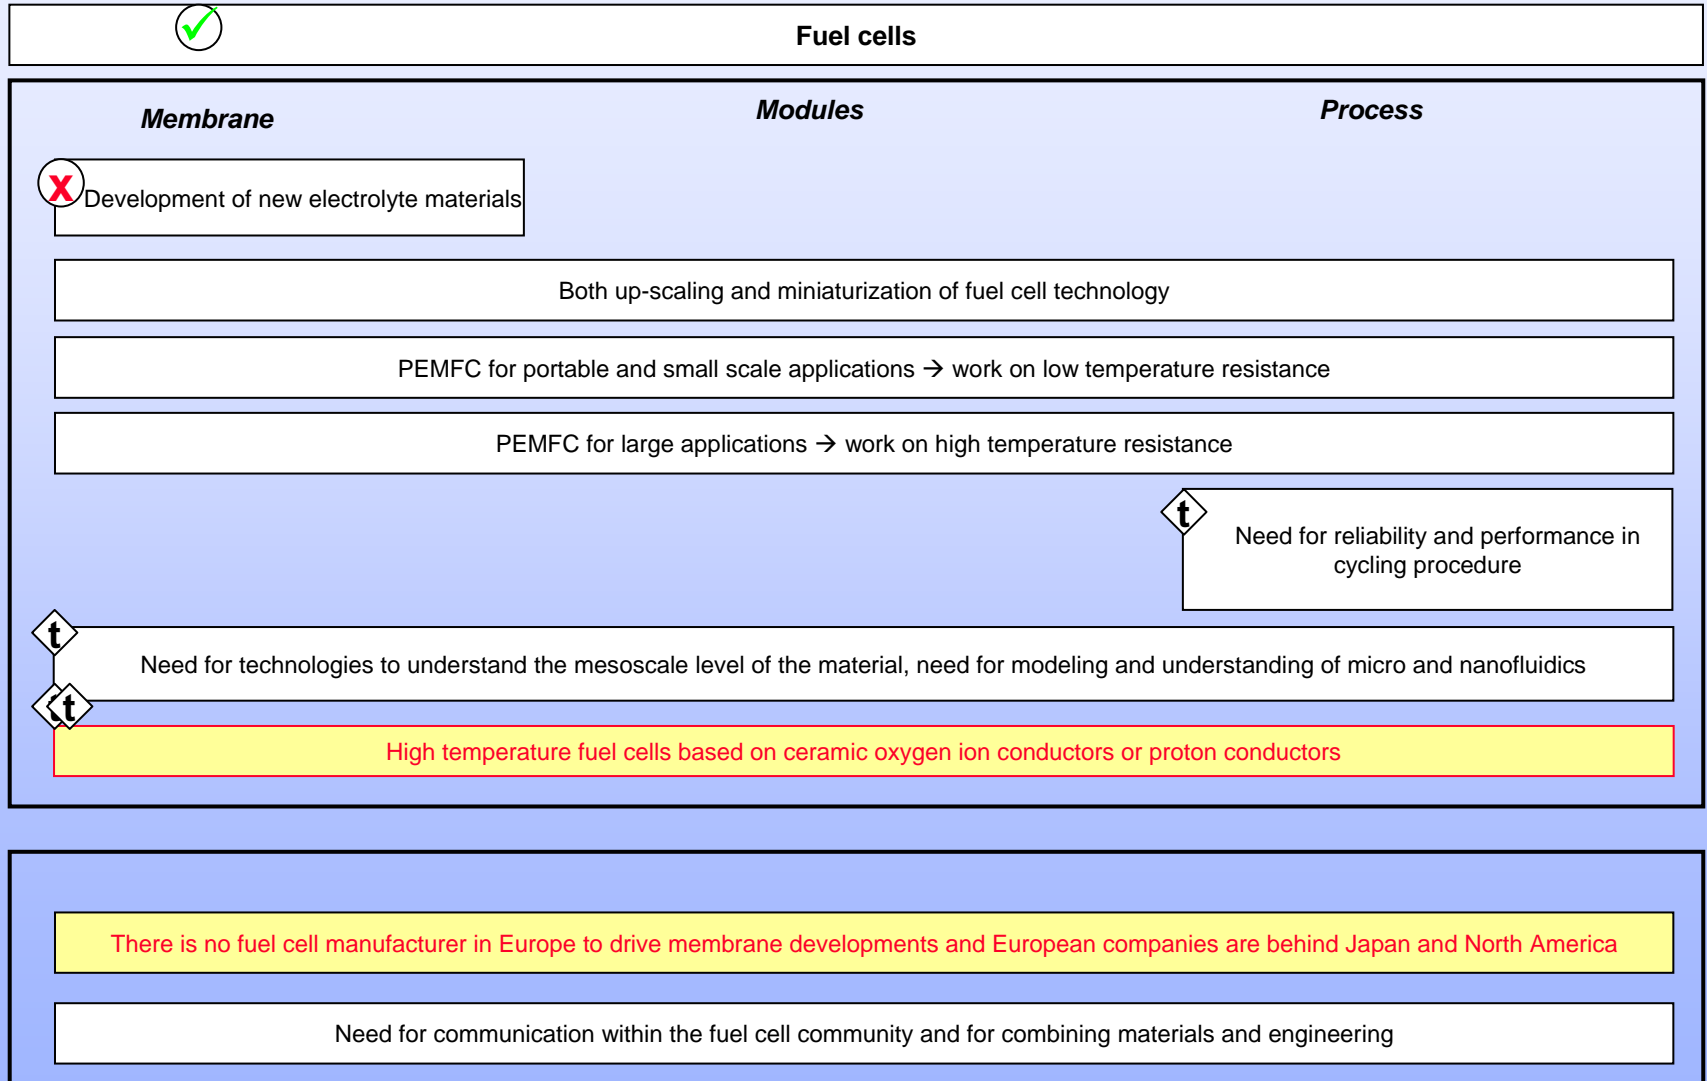 Fuel cells
Membrane
Modules
Process
x
Development of new electrolyte materials
Both up-scaling and miniaturization of fuel cell technology
PEMFC for portable and small scale applications → work on low temperature resistance
PEMFC for large applications → work on high temperature resistance
t
Need for reliability and performance in
cycling procedure
t
Need for technologies to understand the mesoscale level of the material, need for modeling and understanding of micro and nanofluidics
t t
High temperature fuel cells based on ceramic oxygen ion conductors or proton conductors
There is no fuel cell manufacturer in Europe to drive membrane developments and European companies are behind Japan and North America
Need for communication within the fuel cell community and for combining materials and engineering